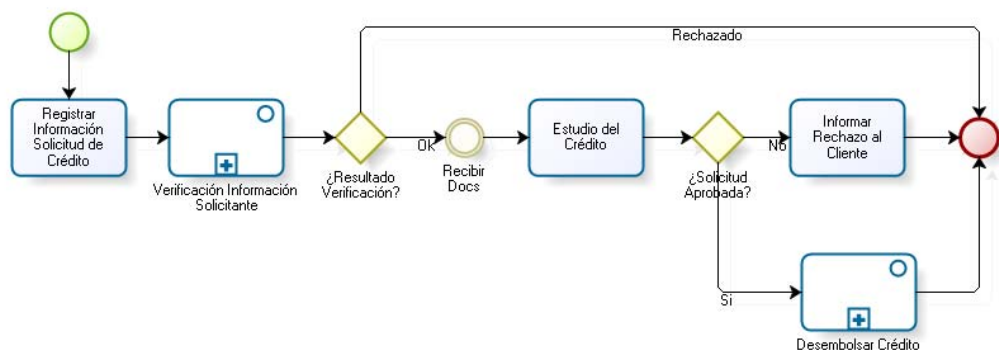 Rechazado
Registrar
Información
Solicitud de
Crédito
Verificación Información
Solicitante
¿Resultado
Verificación?
Ok
Recibir
Docs
Estudio del
Crédito
¿Solicitud
Aprobada?
No
Informar
Rechazo al
Cliente
Si
Desembolsar Crédito